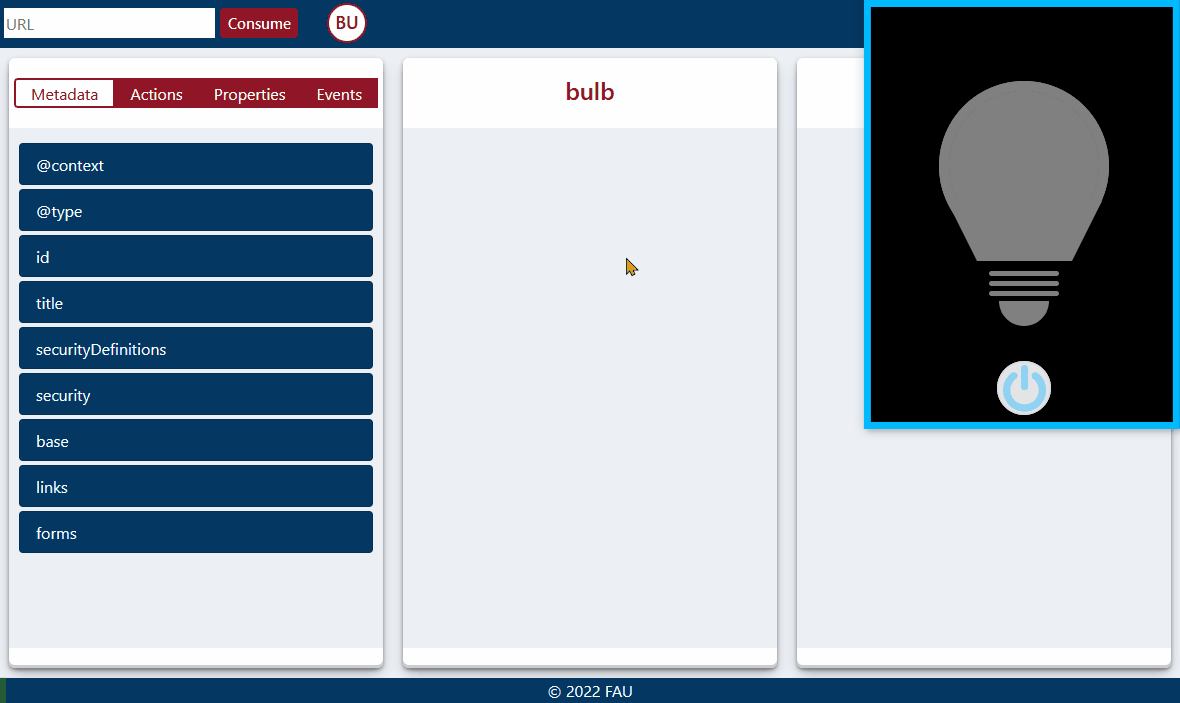 URL Consume BU
Metadata Actions Properties Events
@context
@type
id
title
securityDefinitions
security
base
links
forms
bulb
© 2022 FAU